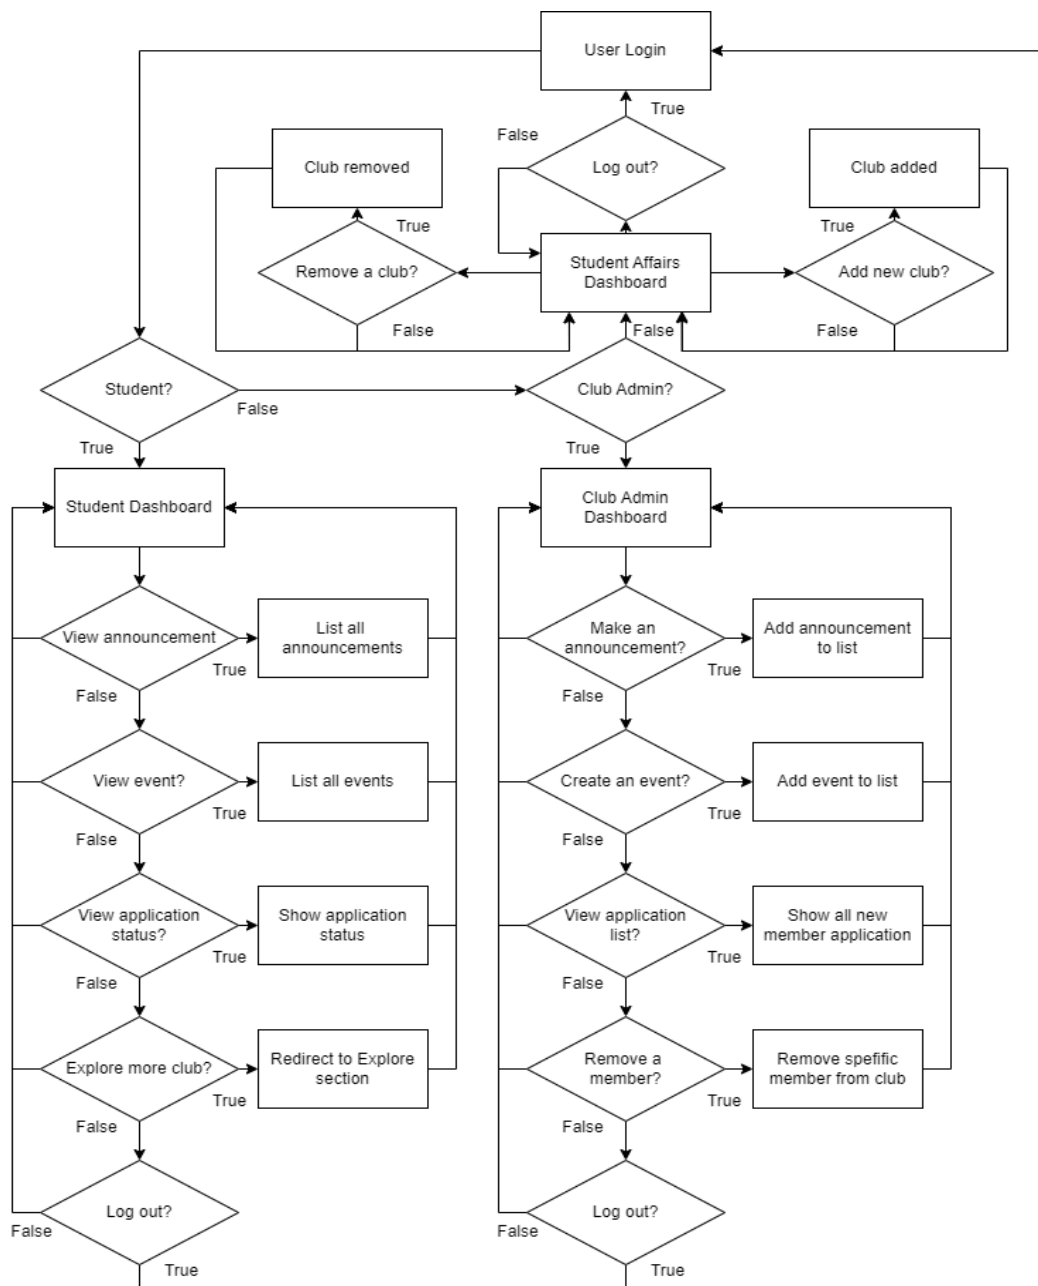 User Login
True
False
Log out?
Club removed
Club added
True
True
Remove a club?
Student Affairs
Dashboard
Add new club?
False
False
False
Student?
Club Admin?
False
True
True
Student Dashboard
Club Admin
Dashboard
View announcement
List all
announcements
Make an
announcement?
Add announcement
to list
True
True
False
False
View event?
List all events
Create an event?
Add event to list
True
True
False
False
View application
status?
Show application
status
View application
list?
Show all new
member application
True
True
False
False
Explore more club?
Redirect to Explore
section
Remove a
member?
Remove spefific
member from club
True
True
False
False
Log out?
Log out?
False
False
True
True